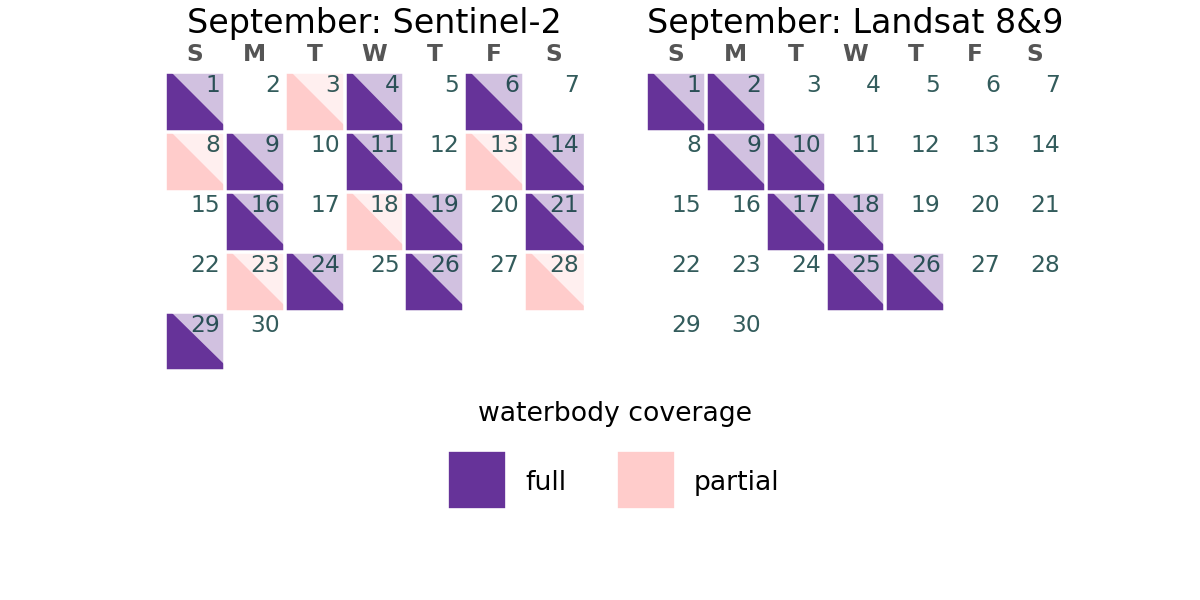 September: Sentinel-2
S M T W T F S
1 2 3 4 5 6 7
8 9 10 11 12 13 14
15 16 17 18 19 20 21
22 23 24 25 26 27 28
29 30
September: Landsat 8&9
S M T W T F S
1 2 3 4 5 6 7
8 9 10 11 12 13 14
15 16 17 18 19 20 21
22 23 24 25 26 27 28
29 30
waterbody coverage
full partial